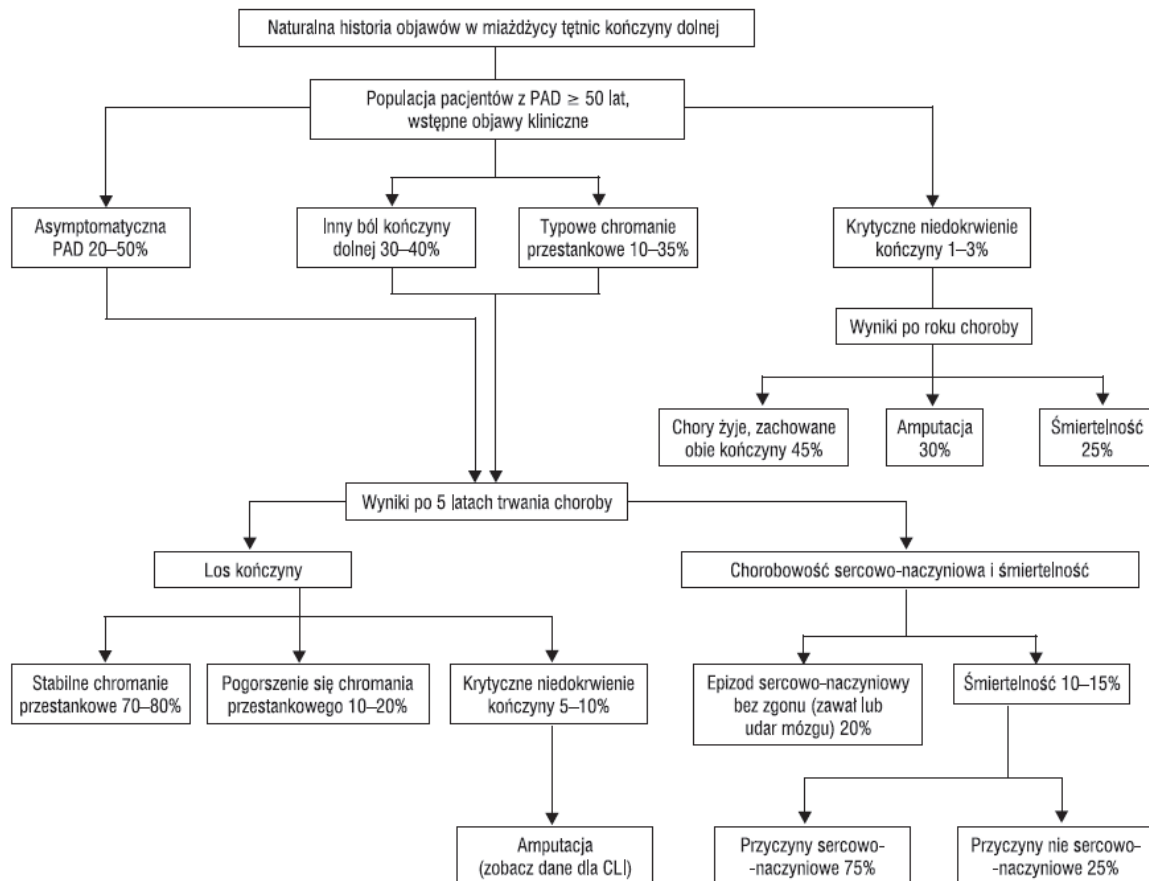 Naturalna historia objawów w miażdżycy tętnic kończyny dolnej
Populacja pacjentów z PAD ≥ 50 lat,
wstępne objawy kliniczne
Asymptomatyczna
PAD 20–50%
Inny ból kończyny
dolnej 30–40%
Typowe chromanie
przestankowe 10–35%
Krytyczne niedokrwienie
kończyny 1–3%
Wyniki po roku choroby
Chory żyje, zachowane
obie kończyny 45%
Amputacja
30%
Śmiertelność
25%
Wyniki po 5 latach trwania choroby
Los kończyny
Chorobowość sercowo-naczyniowa i śmiertelność
Stabilne chromanie
przestankowe 70–80%
Pogorszenie się chromania
przestankowego 10–20%
Krytyczne niedokrwienie
kończyny 5–10%
Epizod sercowo-naczyniowy
bez zgonu (zawał lub
udar mózgu) 20%
Śmiertelność 10–15%
Amputacja
(zobacz dane dla CLI)
Przyczyny sercowo-
-naczyniowe 75%
Przyczyny nie sercowo-
-naczyniowe 25%